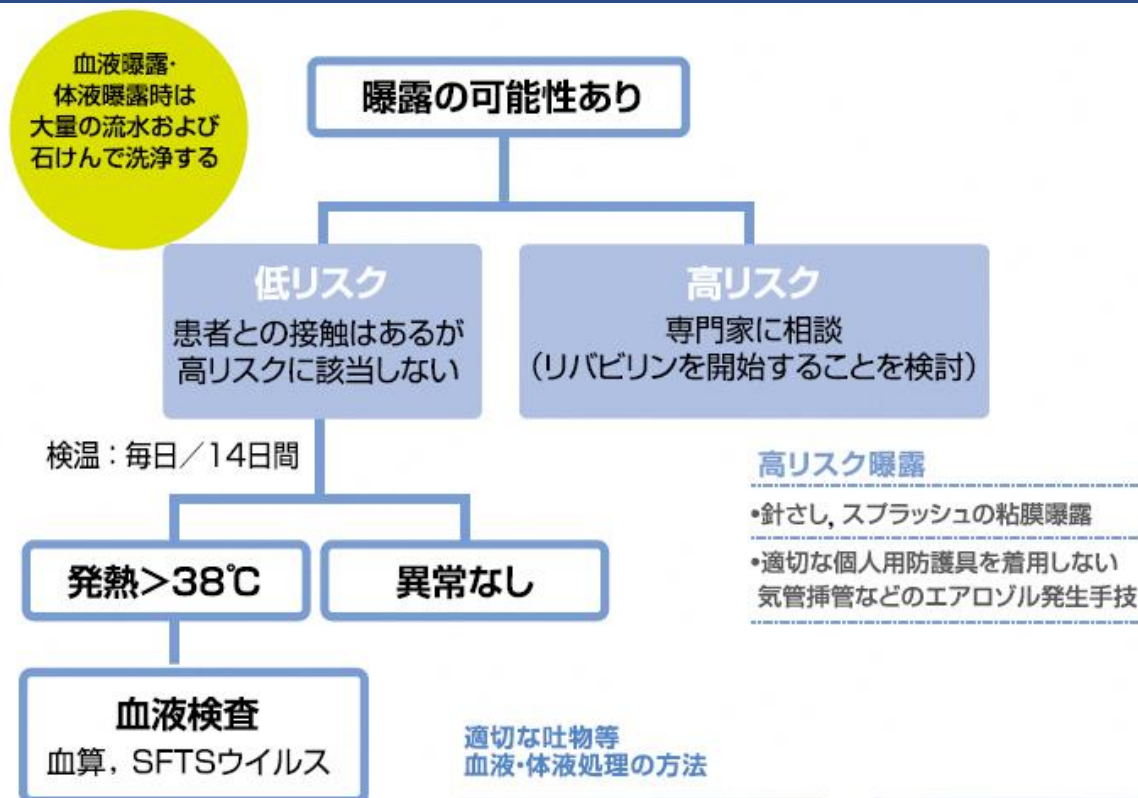 血液曝露・
体液曝露時は
大量の流水および
石けんで洗浄する
曝露の可能性あり
低リスク
患者との接触はあるが
高リスクに該当しない
高リスク
専門家に相談
（リバビリンを開始することを検討）
検温：毎日／14日間
発熱＞38℃
異常なし
血液検査
血算，SFTSウイルス
高リスク曝露
•針さし，スプラッシュの粘膜曝露
•適切な個人用防護具を着用しない
気管挿管などのエアロゾル発生手技
適切な吐物等
血液・体液処理の方法